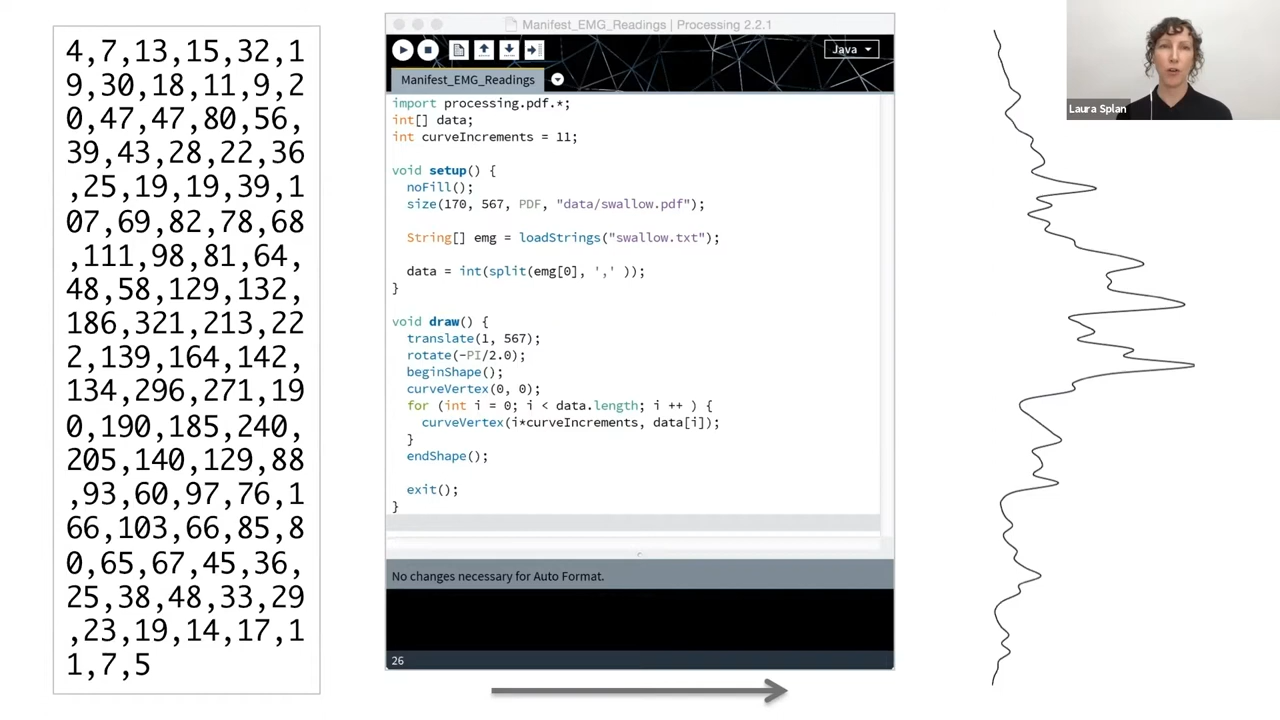 4,7,13,15,32,1
9,30,18,11,9,2
0,47,47,80,56,
39,43,28,22,36
,25,19,19,39,1
07,69,82,78,68
,111,98,81,64,
48,58,129,132,
186,321,213,22
2,139,164,142,
134,296,271,19
0,190,185,240,
205,140,129,88
,93,60,97,76,1
66,103,66,85,8
0,65,67,45,36,
25,38,48,33,29
,23,19,14,17,1
1,7,5
Manifest_EMG_Readings | Processing 2.2.1
Java
Manifest_EMG_Readings
import processing.pdf.*;
int[] data;
int curveIncrements = 11;
void setup() {
noFill();
size(170, 567, PDF, "data/swallow.pdf");
String[] emg = loadStrings("swallow.txt");
data = int(split(emg[0], ',' ));
}
void draw() {
translate(1, 567);
rotate(-PI/2.0);
beginShape();
curveVertex(0, 0);
for (int i = 0; i < data.length; i ++ ) {
curveVertex(i*curveIncrements, data[i]);
}
endShape();
exit();
}
No changes necessary for Auto Format.
26
Laura Splan